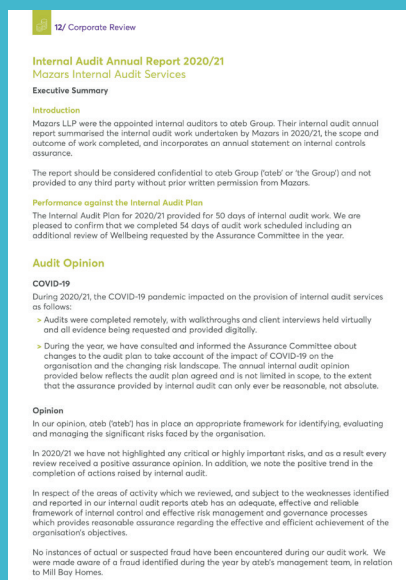 12/ Corporate Review
Internal Audit Annual Report 2020/21
Mazars Internal Audit Services
Executive Summary
Introduction
Mazars LLP were the appointed internal auditors to ateb Group. Their internal audit annual
report summarised the internal audit work undertaken by Mazars in 2020/21, the scope and
outcome of work completed, and incorporates an annual statement on internal controls
assurance.
The report should be considered confidential to ateb Group ('ateb' or 'the Group') and not
provided to any third party without prior written permission from Mazars.
Performance against the Internal Audit Plan
The Internal Audit Plan for 2020/21 provided for 50 days of internal audit work. We are
pleased to confirm that we completed 54 days of audit work scheduled including an
additional review of Wellbeing requested by the Assurance Committee in the year.
Audit Opinion
COVID-19
During 2020/21, the COVID-19 pandemic impacted on the provision of internal audit services
as follows:
> Audits were completed remotely, with walkthroughs and client interviews held virtually
and all evidence being requested and provided digitally.
> During the year, we have consulted and informed the Assurance Committee about
changes to the audit plan to take account of the impact of COVID-19 on the
organisation and the changing risk landscape. The annual internal audit opinion
provided below reflects the audit plan agreed and is not limited in scope, to the extent
that the assurance provided by internal audit can only ever be reasonable, not absolute.
Opinion
In our opinion, ateb ('ateb') has in place an appropriate framework for identifying, evaluating
and managing the significant risks faced by the organisation.
In 2020/21 we have not highlighted any critical or highly important risks, and as a result every
review received a positive assurance opinion. In addition, we note the positive trend in the
completion of actions raised by internal audit.
In respect of the areas of activity which we reviewed, and subject to the weaknesses identified
and reported in our internal audit reports ateb has an adequate, effective and reliable
framework of internal control and effective risk management and governance processes
which provides reasonable assurance regarding the effective and efficient achievement of the
organisation's objectives.
No instances of actual or suspected fraud have been encountered during our audit work. We
were made aware of a fraud identified during the year by ateb's management team, in relation
to Mill Bay Homes.